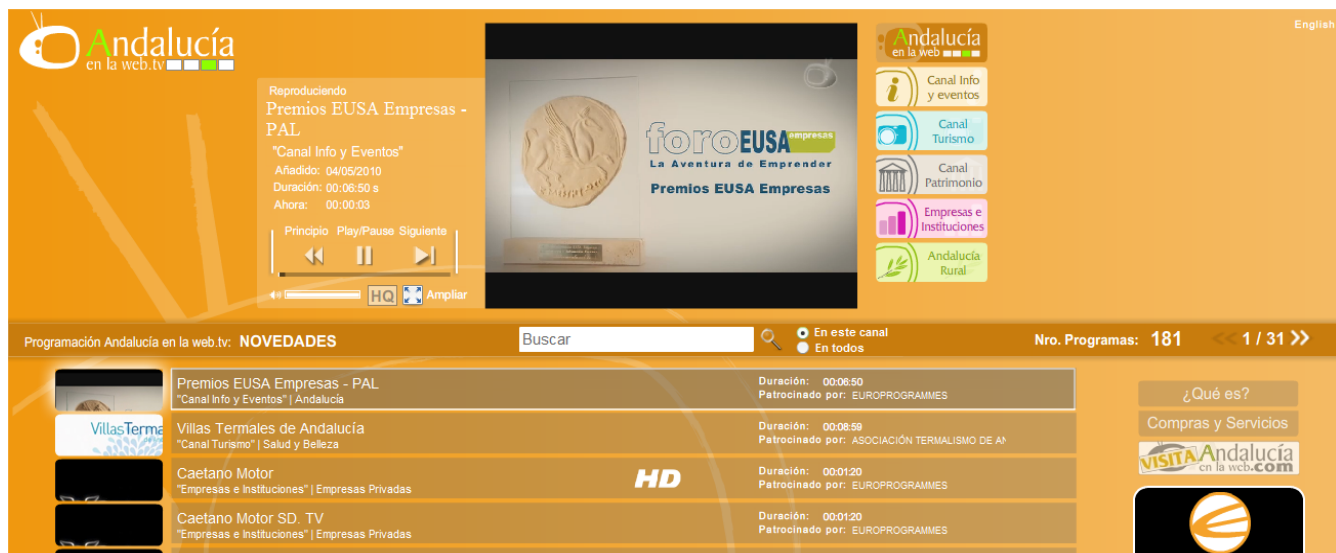 Andalucía
en la web.tv
English
Reproduciendo
Premios EUSA Empresas -
PAL
"Canal Info y Eventos"
Añadido: 04/05/2010
Duración: 00:06:50 s
Ahora: 00:00:03
Principio Play/Pause Siguiente
HQ Ampliar
foro EUSA empresas
La Aventura de Emprender
Premios EUSA Empresas
Andalucía
en la web
Canal Info
y eventos
Canal
Turismo
Canal
Patrimonio
Empresas e
Instituciones
Andalucía
Rural
Programación Andalucía en la web.tv: NOVEDADES
Buscar
En este canal
En todos
Nro. Programas: 181
<< 1 / 31 >>
Premios EUSA Empresas - PAL
"Canal Info y Eventos" | Andalucía
Duración: 00:06:50
Patrocinado por: EUROPROGRAMMES
VillasTerma
Villas Termales de Andalucía
"Canal Turismo" | Salud y Belleza
Duración: 00:08:59
Patrocinado por: ASOCIACIÓN TERMALISMO DE AN
Caetano Motor
"Empresas e Instituciones" | Empresas Privadas
HD
Duración: 00:01:20
Patrocinado por: EUROPROGRAMMES
Caetano Motor SD. TV
"Empresas e Instituciones" | Empresas Privadas
Duración: 00:01:20
Patrocinado por: EUROPROGRAMMES
¿Qué es?
Compras y Servicios
VISITA Andalucía
en la web.com